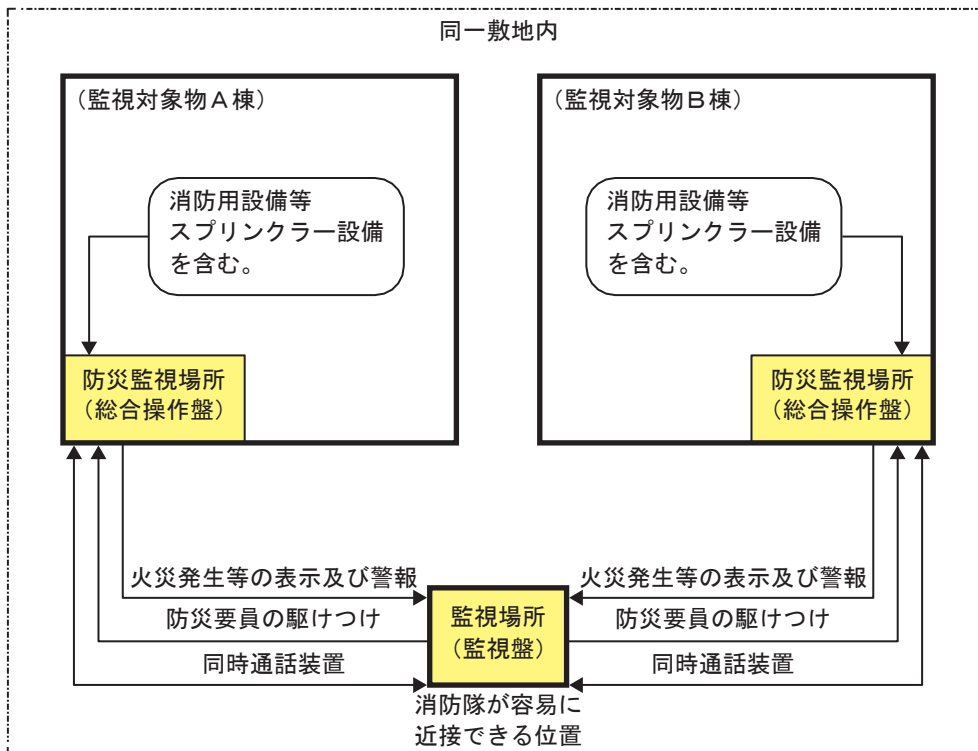 同一敷地内
（監視対象物A棟）
（監視対象物B棟）
消防用設備等
スプリンクラー設備
を含む。
消防用設備等
スプリンクラー設備
を含む。
防災監視場所
（総合操作盤）
防災監視場所
（総合操作盤）
火災発生等の表示及び警報
火災発生等の表示及び警報
防災要員の駆けつけ
防災要員の駆けつけ
同時通話装置
同時通話装置
監視場所
（監視盤）
消防隊が容易に
近接できる位置